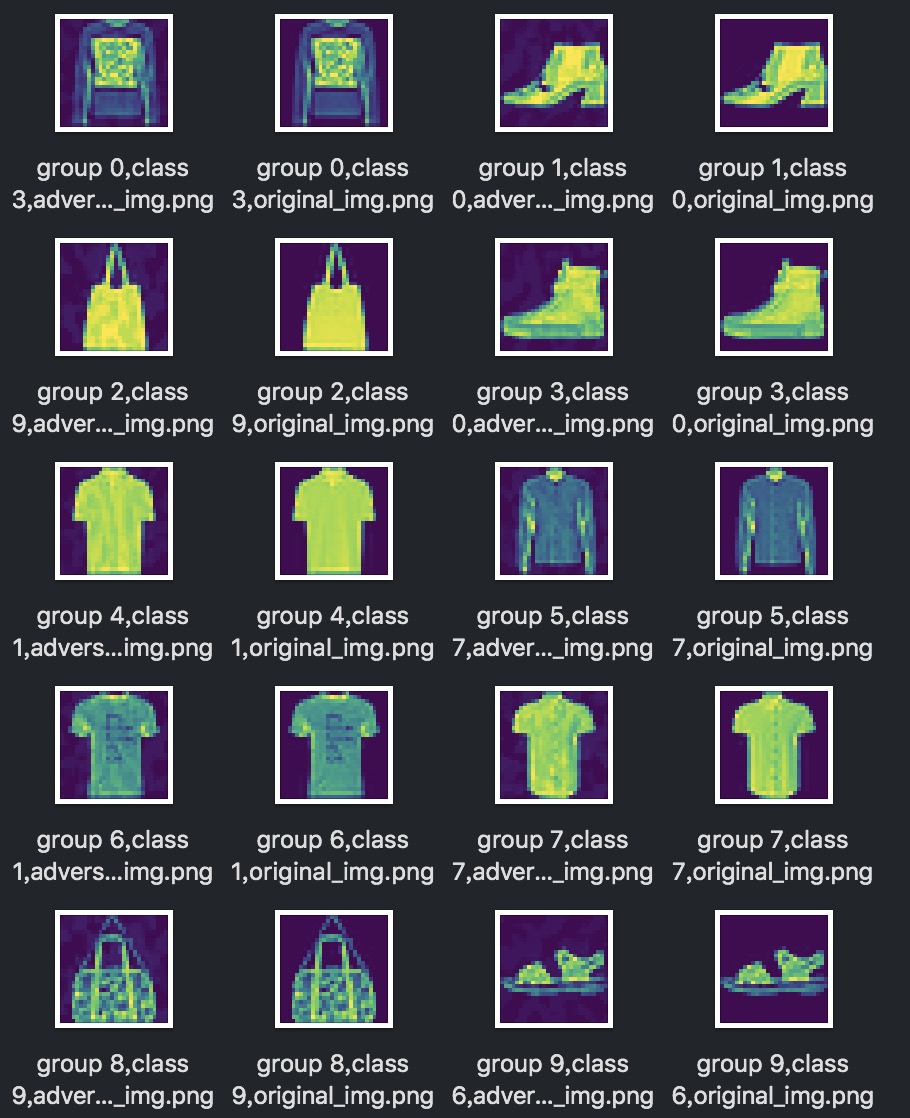 group 0,class
3,adver..._img.png
group 0,class
3,original_img.png
group 1,class
0,adver..._img.png
group 1,class
0,original_img.png
group 2,class
9,adver..._img.png
group 2,class
9,original_img.png
group 3,class
0,adver..._img.png
group 3,class
0,original_img.png
group 4,class
1,advers...img.png
group 4,class
1,original_img.png
group 5,class
7,adver..._img.png
group 5,class
7,original_img.png
group 6,class
1,advers...img.png
group 6,class
1,original_img.png
group 7,class
7,adver..._img.png
group 7,class
7,original_img.png
group 8,class
9,adver..._img.png
group 8,class
9,original_img.png
group 9,class
6,adver..._img.png
group 9,class
6,original_img.png